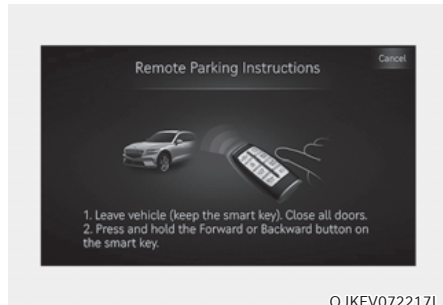 Cancel
Remote Parking Instructions
1. Leave vehicle (keep the smart key). Close all doors.
2. Press and hold the Forward or Backward button on
the smart key.
OJKEV072217L